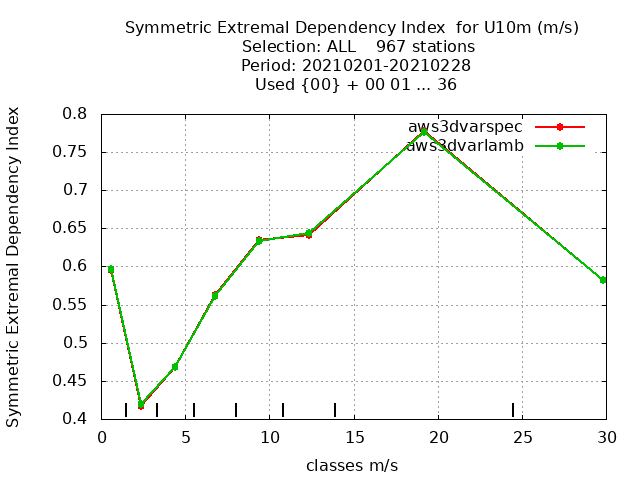 Symmetric Extremal Dependency Index  for U10m (m/s)
Selection: ALL    967 stations
Period: 20210201-20210228
Used {00} + 00 01 ... 36
Symmetric Extremal Dependency Index
0.8
0.75
0.7
0.65
0.6
0.55
0.5
0.45
0.4
aws3dvarspec
aws3dvarlamb
0 5 10 15 20 25 30
classes m/s